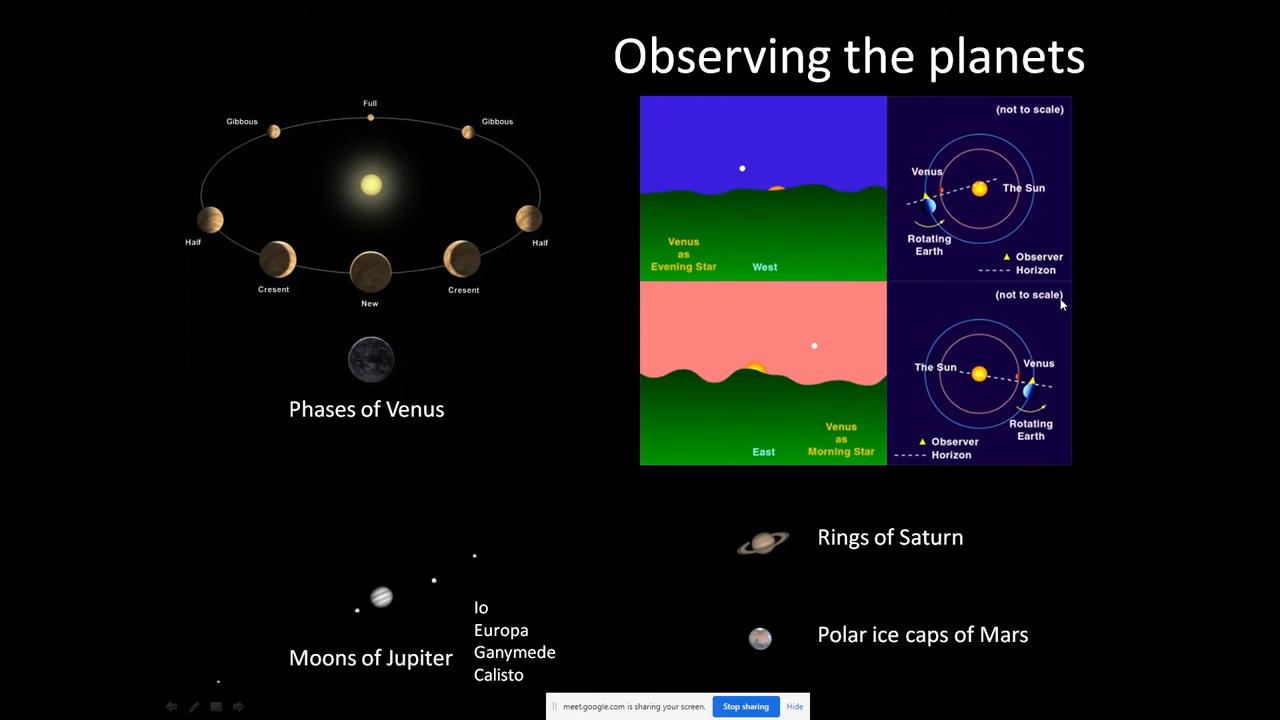 Observing the planets
Full
Gibbous
Gibbous
Half
Half
Cresent
Cresent
New
Phases of Venus
Venus
as
Evening Star
West
(not to scale)
Venus
The Sun
Rotating
Earth
Observer
Horizon
Venus
as
Morning Star
East
(not to scale)
The Sun
Venus
Rotating
Earth
Observer
Horizon
Moons of Jupiter
Io
Europa
Ganymede
Calisto
Rings of Saturn
Polar ice caps of Mars
meet.google.com is sharing your screen.
Stop sharing
Hide